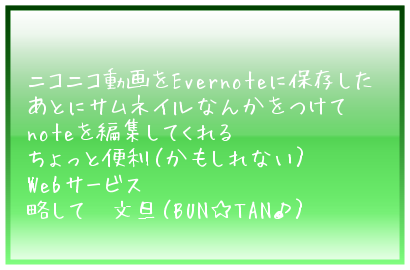 ニコニコ動画をEvernoteに保存した
あとにサムネイルなんかをつけて
noteを編集してくれる
ちょっと便利(かもしれない)
Webサービス
略して　文旦(BUN☆TAN♪)